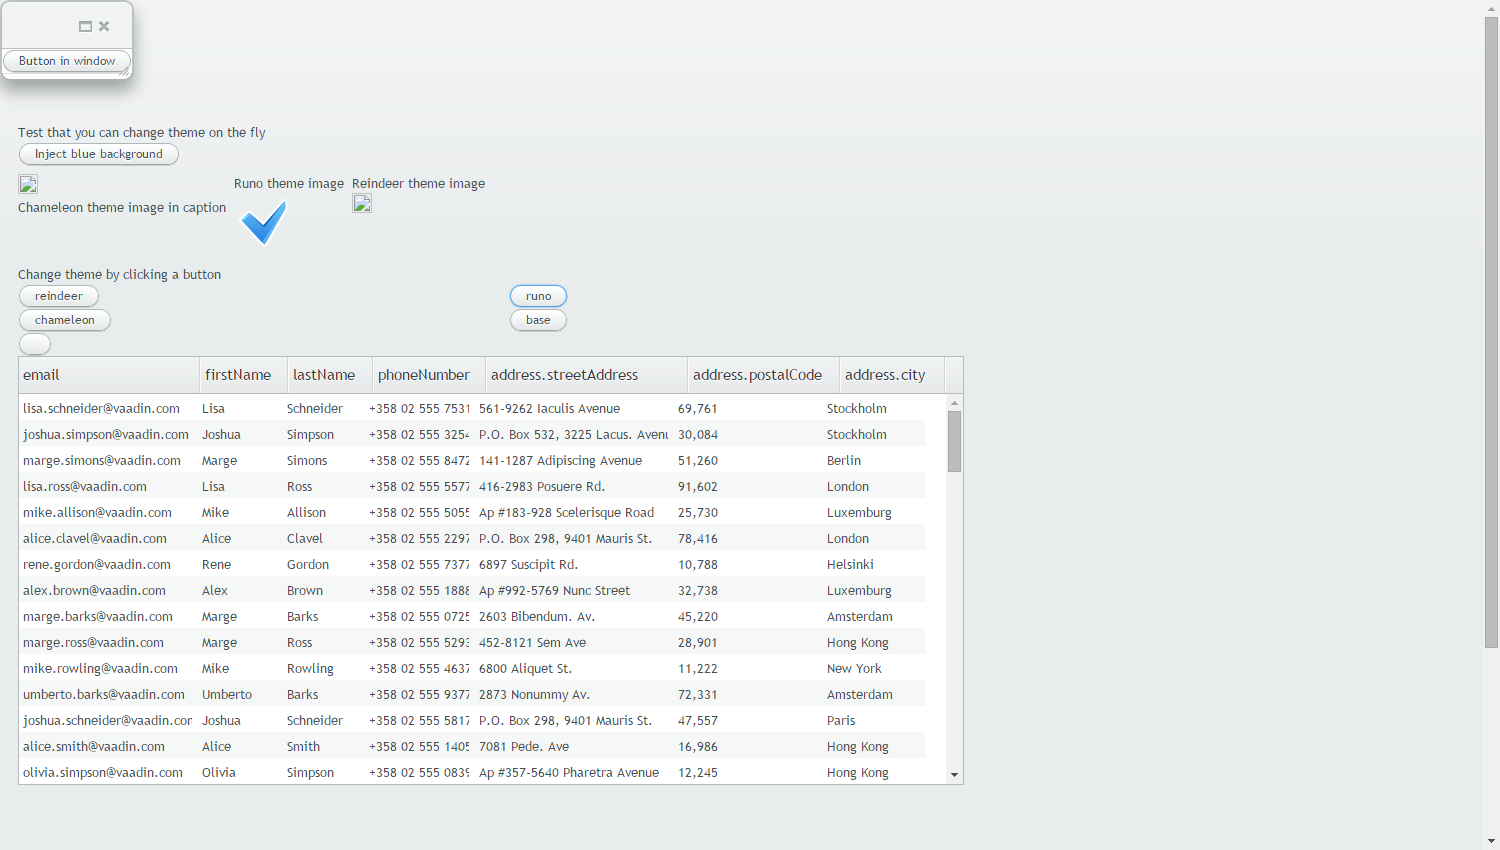 Button in window
Test that you can change theme on the fly
Inject blue background
Runo theme image Reindeer theme image
Chameleon theme image in caption
Change theme by clicking a button
reindeer runo
chameleon base
email firstName lastName phoneNumber address.streetAddress address.postalCode address.city
lisa.schneider@vaadin.com Lisa Schneider +358 02 555 7531 561-9262 Iaculis Avenue 69,761 Stockholm
joshua.simpson@vaadin.com Joshua Simpson +358 02 555 3254 P.O. Box 532, 3225 Lacus. Avenu 30,084 Stockholm
marge.simons@vaadin.com Marge Simons +358 02 555 8472 141-1287 Adipiscing Avenue 51,260 Berlin
lisa.ross@vaadin.com Lisa Ross +358 02 555 5577 416-2983 Posuere Rd. 91,602 London
mike.allison@vaadin.com Mike Allison +358 02 555 5055 Ap #183-928 Scelerisque Road 25,730 Luxemburg
alice.clavel@vaadin.com Alice Clavel +358 02 555 2297 P.O. Box 298, 9401 Mauris St. 78,416 London
rene.gordon@vaadin.com Rene Gordon +358 02 555 7377 6897 Suscipit Rd. 10,788 Helsinki
alex.brown@vaadin.com Alex Brown +358 02 555 1888 Ap #992-5769 Nunc Street 32,738 Luxemburg
marge.barks@vaadin.com Marge Barks +358 02 555 0725 2603 Bibendum. Av. 45,220 Amsterdam
marge.ross@vaadin.com Marge Ross +358 02 555 5293 452-8121 Sem Ave 28,901 Hong Kong
mike.rowling@vaadin.com Mike Rowling +358 02 555 4637 6800 Aliquet St. 11,222 New York
umberto.barks@vaadin.com Umberto Barks +358 02 555 9377 2873 Nonummy Av. 72,331 Amsterdam
joshua.schneider@vaadin.cor Joshua Schneider +358 02 555 5817 P.O. Box 298, 9401 Mauris St. 47,557 Paris
alice.smith@vaadin.com Alice Smith +358 02 555 1405 7081 Pede. Ave 16,986 Hong Kong
olivia.simpson@vaadin.com Olivia Simpson +358 02 555 0839 Ap #357-5640 Pharetra Avenue 12,245 Hong Kong